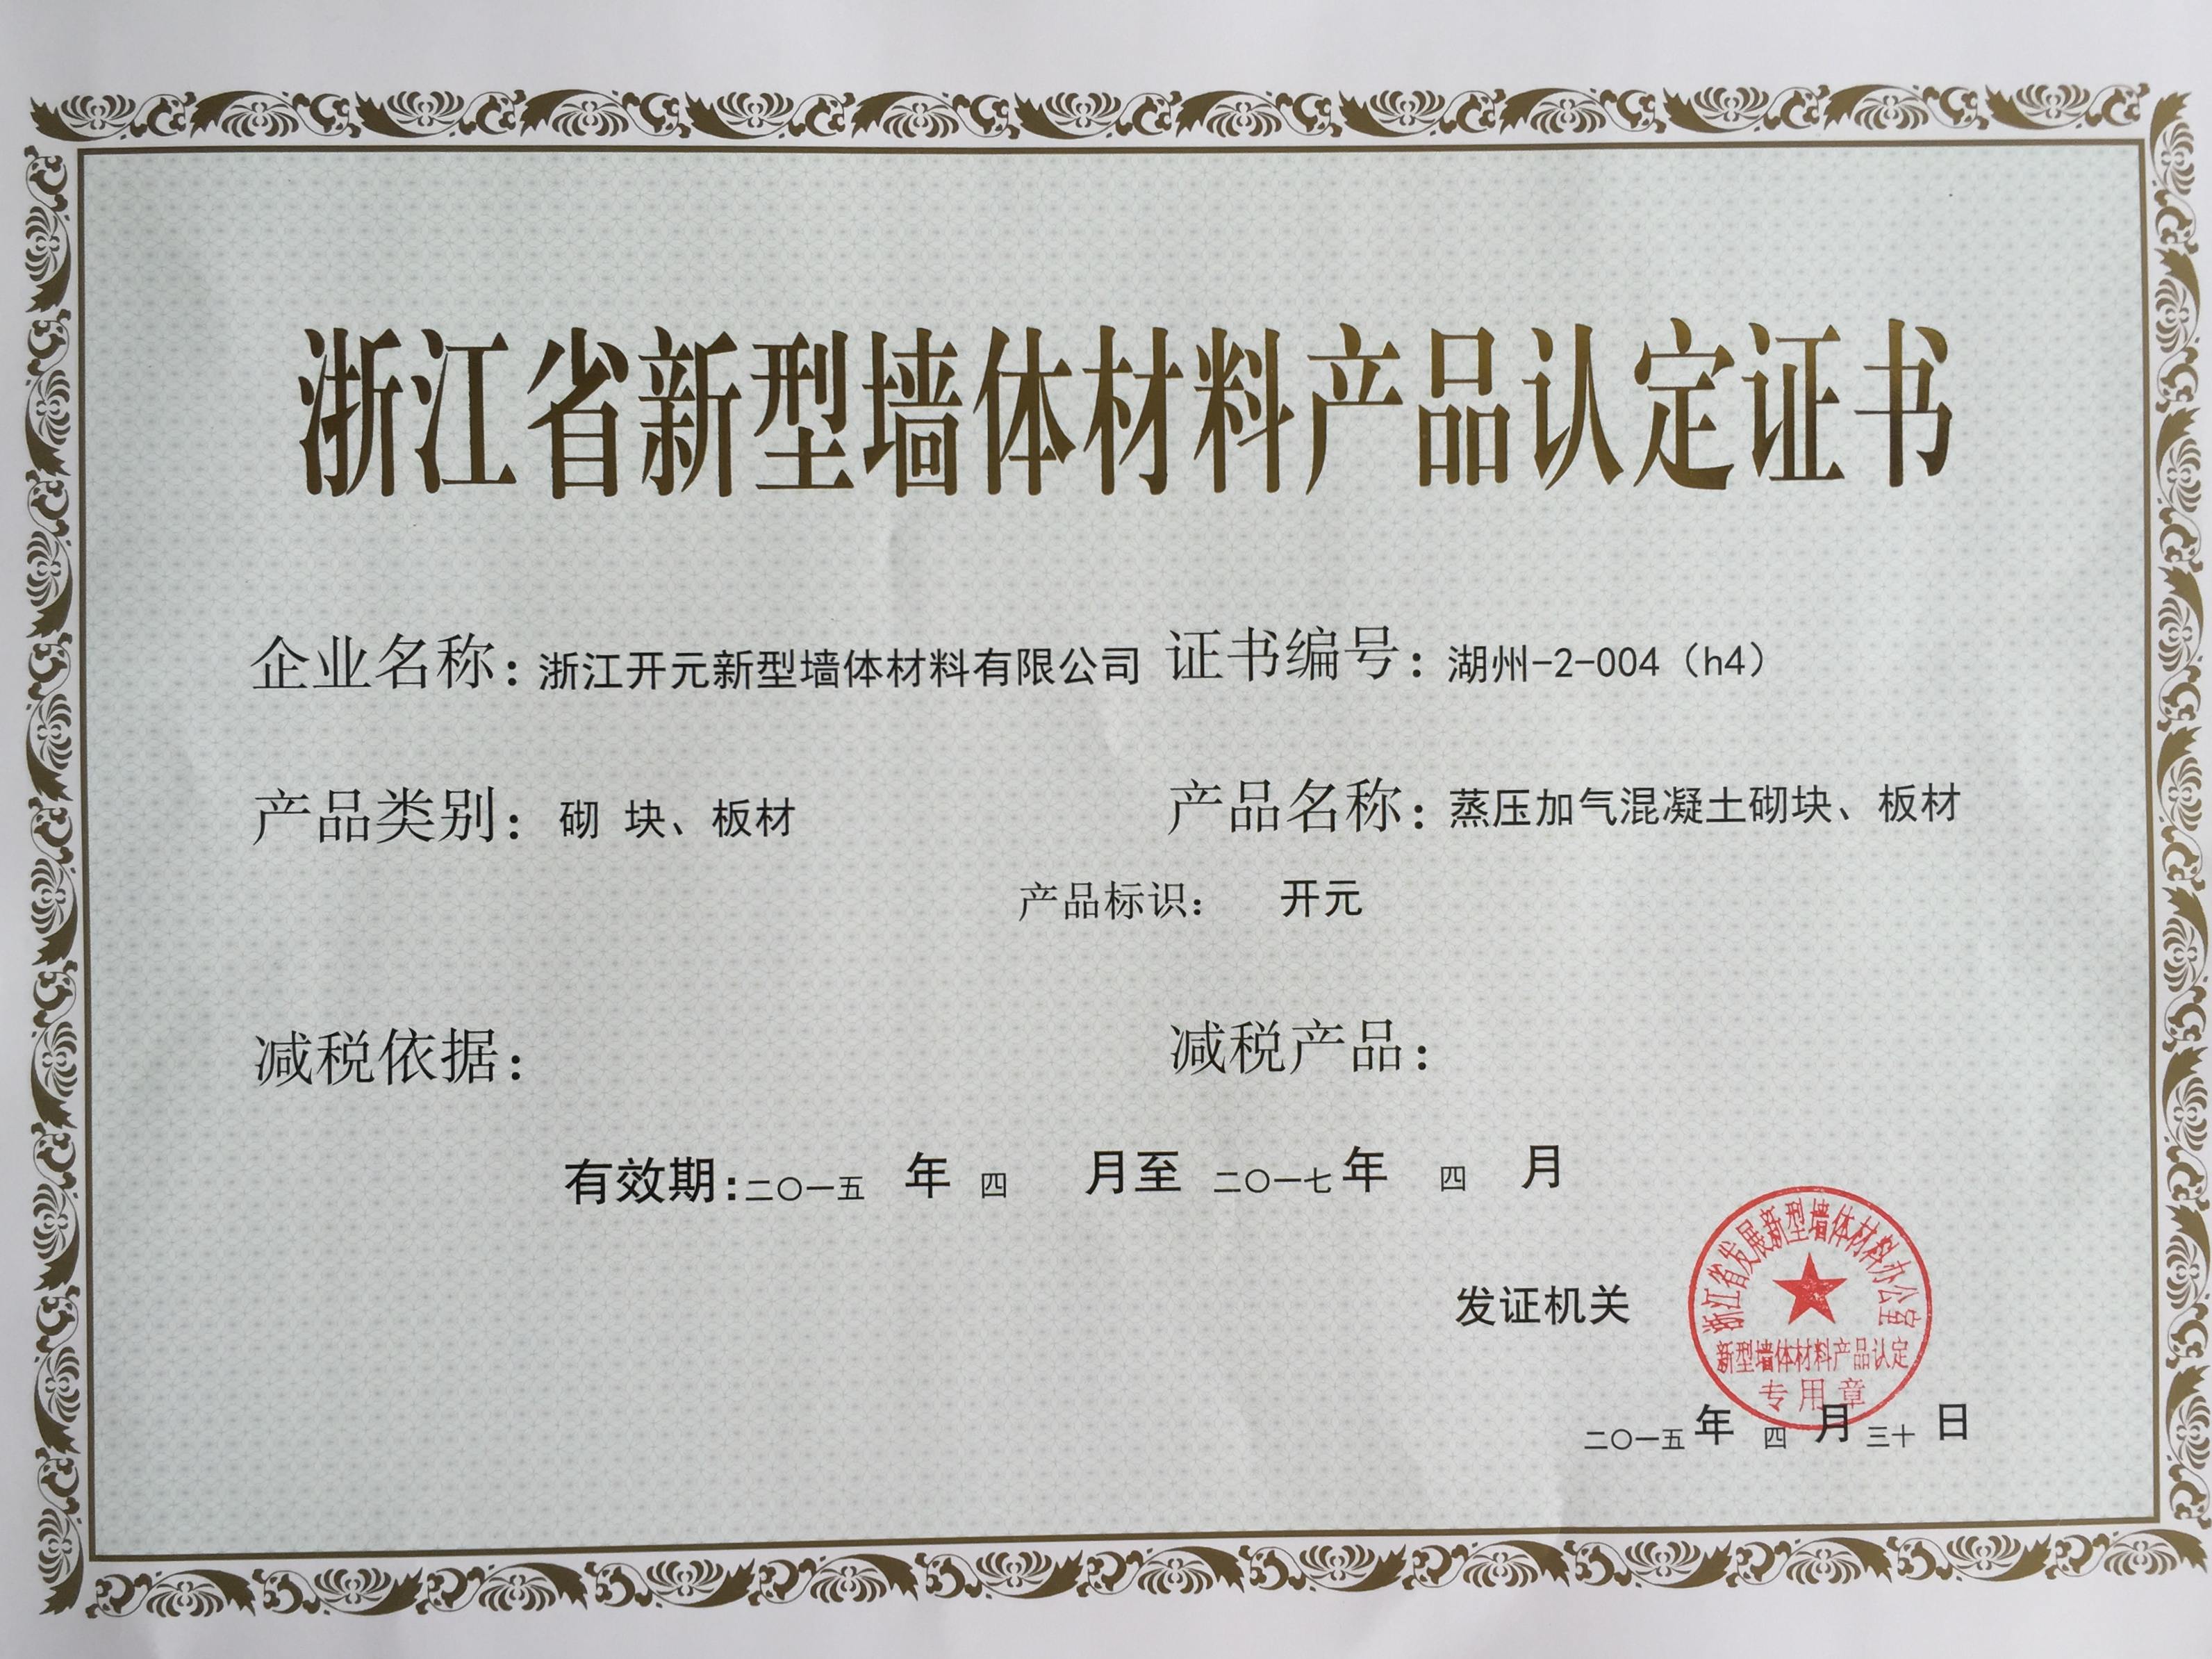 浙江省新型墙体材料产品认定证书
企业名称:浙江开元新型墙体材料有限公司 证书编号:湖州-2-004（h4）
产品类别: 砌 块、板材 产品名称:蒸压加气混凝土砌块、板材
产品标识: 开元
减税依据: 减税产品:
有效期:二〇一五 年 四 月至 二〇一七年 四 月
发证机关
浙江省发展新型墙体材料办公室
新型墙体材料产品认定
专用章
二〇一五年 四 月三十 日